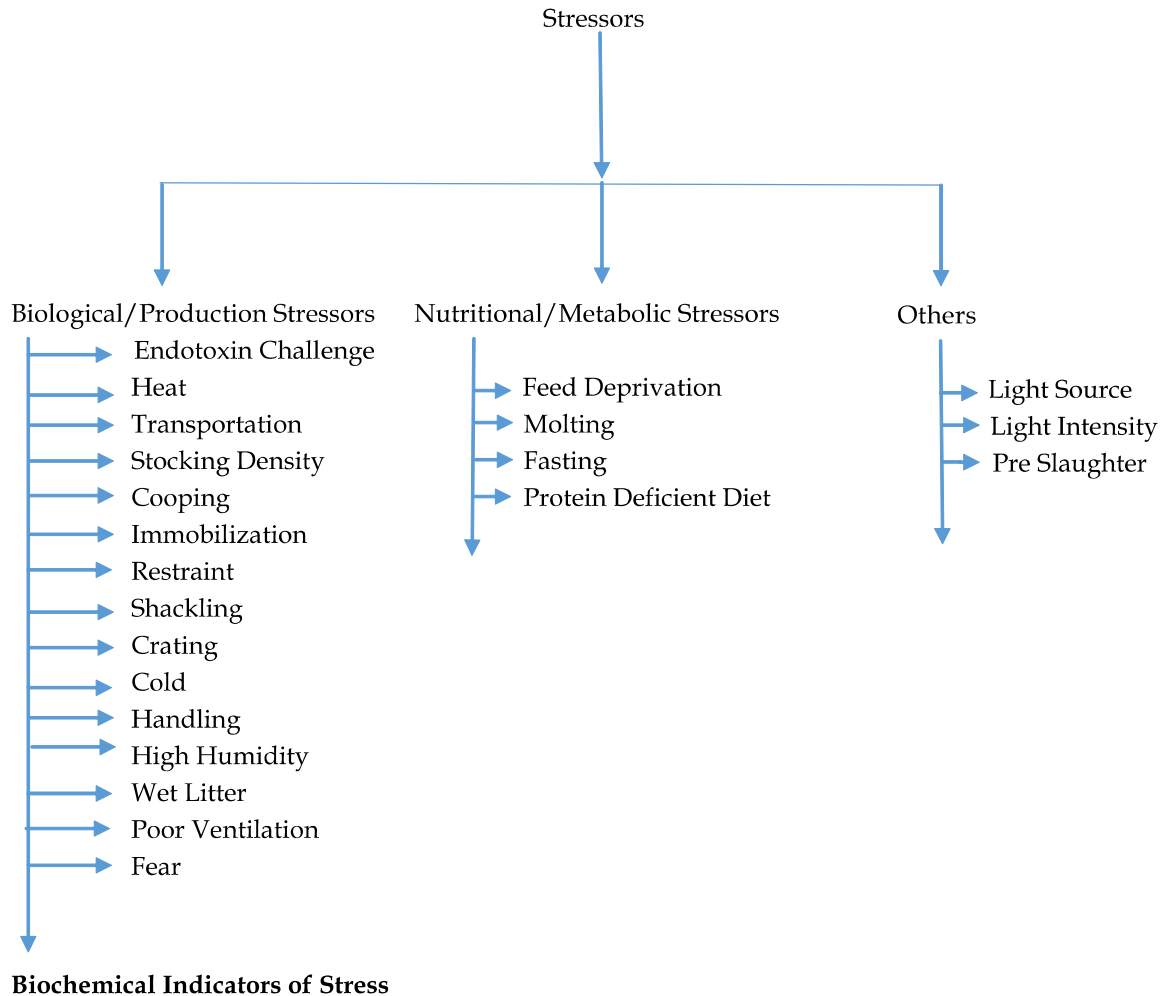 Stressors
Biological/Production Stressors
Endotoxin Challenge
Heat
Transportation
Stocking Density
Cooping
Immobilization
Restraint
Shackling
Crating
Cold
Handling
High Humidity
Wet Litter
Poor Ventilation
Fear
Nutritional/Metabolic Stressors
Feed Deprivation
Molting
Fasting
Protein Deficient Diet
Others
Light Source
Light Intensity
Pre Slaughter
Biochemical Indicators of Stress